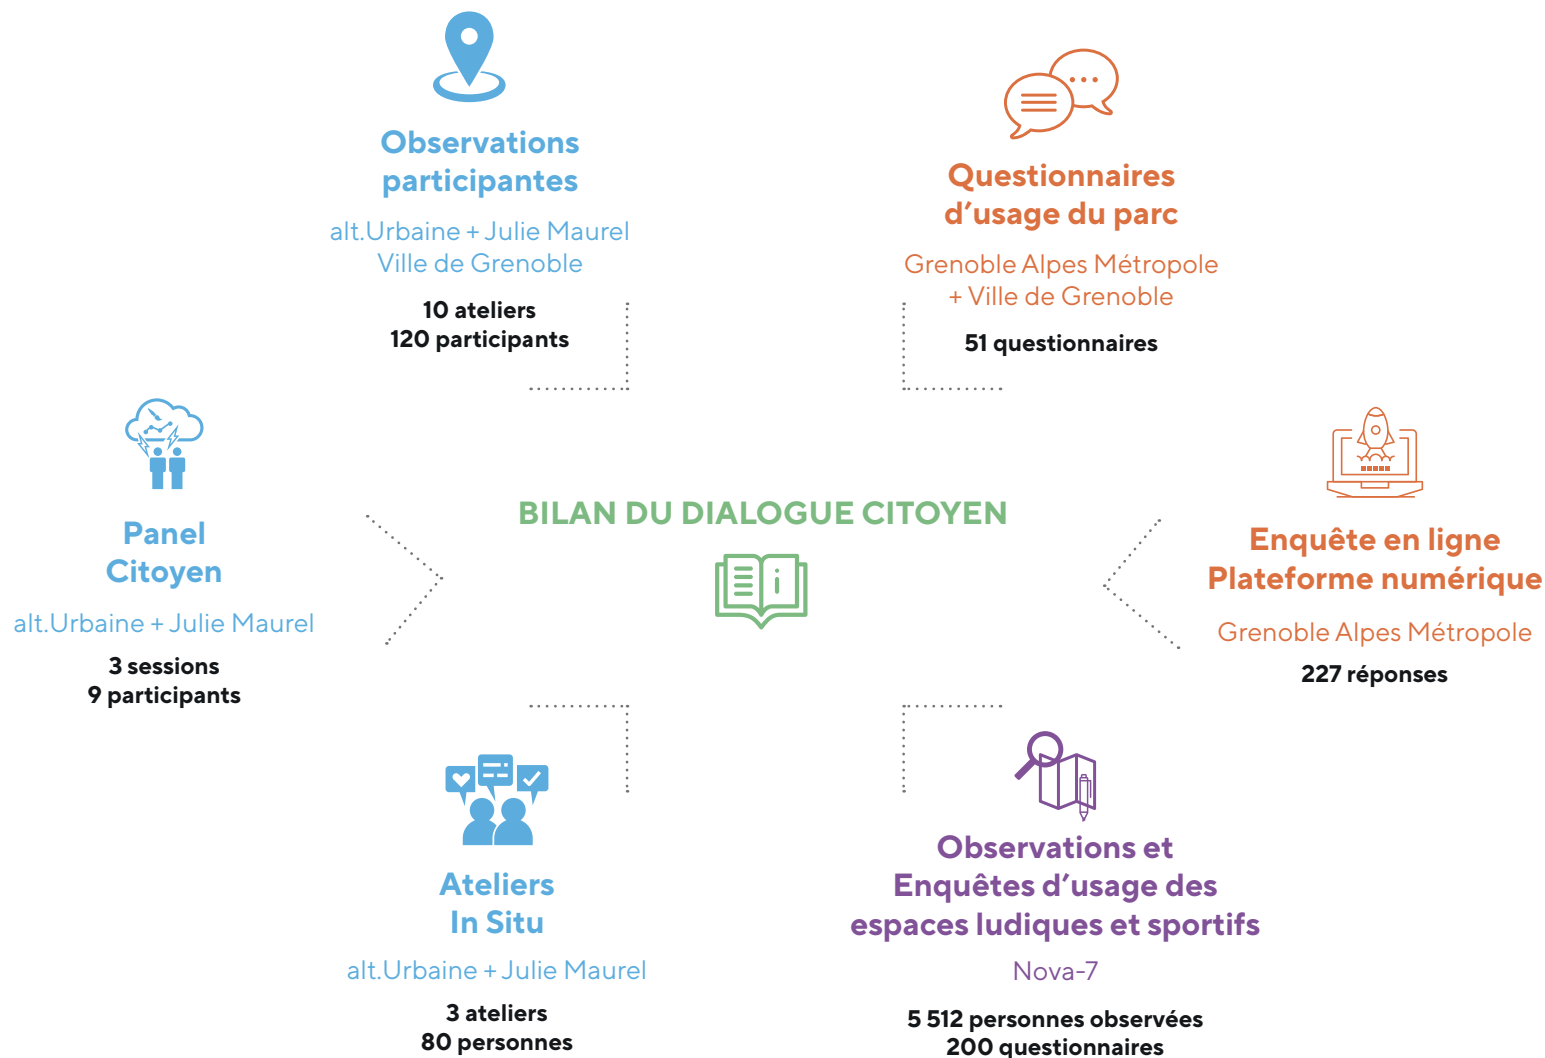 Observations
participantes
alt.Urbaine + Julie Maurel
Ville de Grenoble
10 ateliers
120 participants
Questionnaires
d'usage du parc
Grenoble Alpes Métropole
+ Ville de Grenoble
51 questionnaires
Panel
Citoyen
alt.Urbaine + Julie Maurel
3 sessions
9 participants
BILAN DU DIALOGUE CITOYEN
Enquête en ligne
Plateforme numérique
Grenoble Alpes Métropole
227 réponses
Ateliers
In Situ
alt.Urbaine + Julie Maurel
3 ateliers
80 personnes
Observations et
Enquêtes d'usage des
espaces ludiques et sportifs
Nova-7
5 512 personnes observées
200 questionnaires